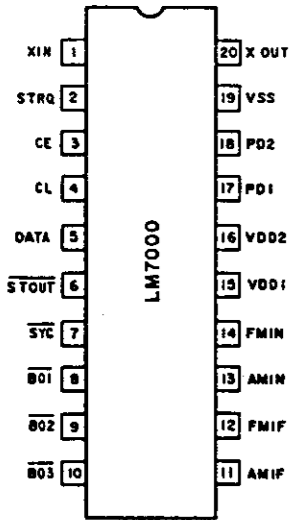 XIN 1
STRQ 2
CE 3
CL 4
DATA 5
STOUT 6
SYC 7
BO1 8
BO2 9
BO3 10
LM7000
20 X OUT
19 VSS
18 PD2
17 PD1
16 VDD2
15 VDD1
14 FMIN
13 AMIN
12 FMIF
11 AMIF